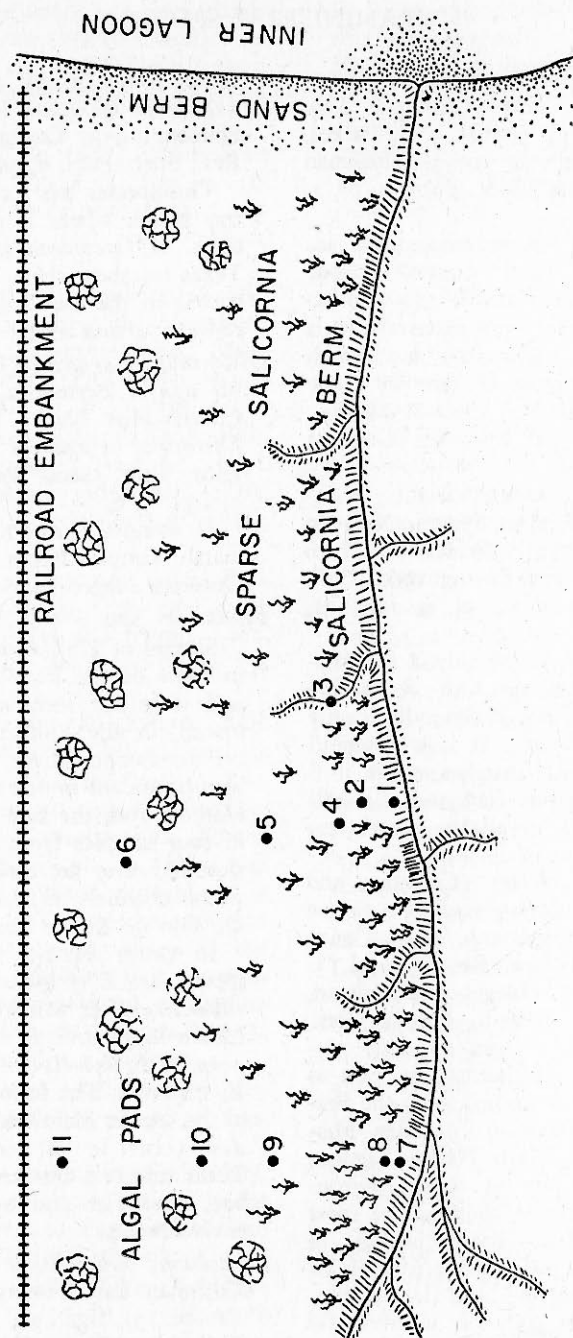 INNER LAGOON
SAND BERM
RAILROAD EMBANKMENT
SPARSE SALICORNIA
SALICORNIA BERM
ALGAL PADS
1
2
3
4
5
6
7
8
9
10
11